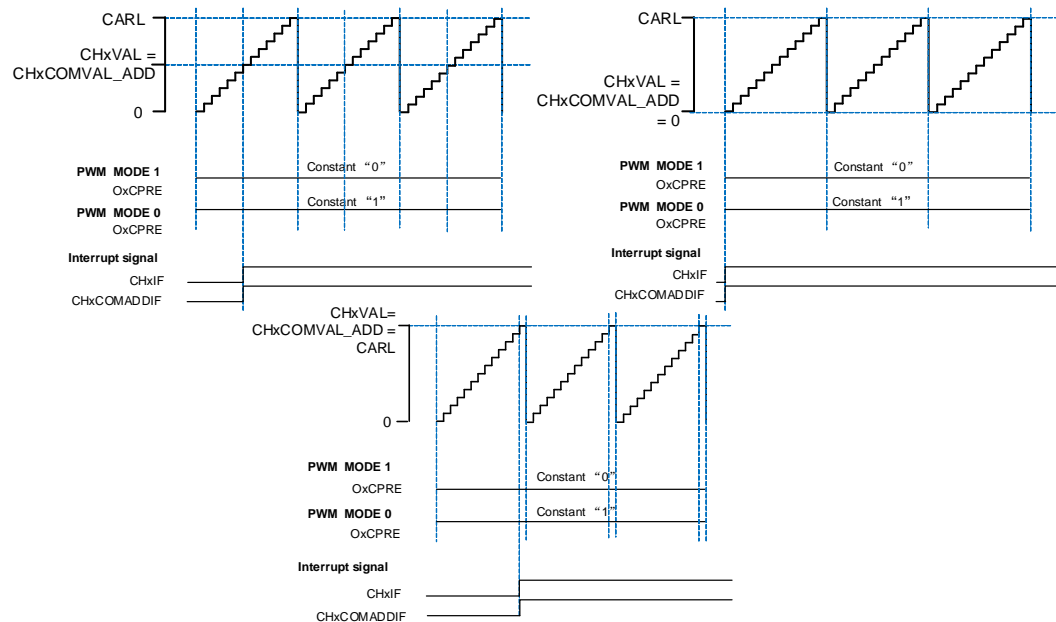 CARL
CHxVAL =
CHxCOMVAL_ADD
0
PWM MODE 1
OxCPRE
Constant “0”
PWM MODE 0
OxCPRE
Constant “1”
Interrupt signal
CHxIF
CHxCOMADDIF
CARL
CHxVAL =
CHxCOMVAL_ADD
= 0
PWM MODE 1
OxCPRE
Constant “0”
PWM MODE 0
OxCPRE
Constant “1”
Interrupt signal
CHxIF
CHxCOMADDIF
CHxVAL=
CHxCOMVAL_ADD =
CARL
0
PWM MODE 1
OxCPRE
Constant “0”
PWM MODE 0
OxCPRE
Constant “1”
Interrupt signal
CHxIF
CHxCOMADDIF